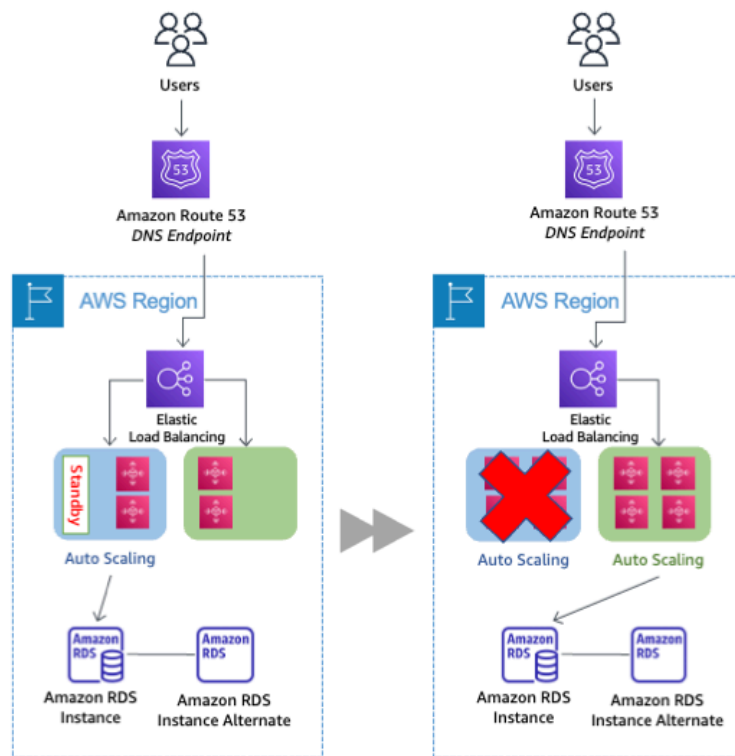 Users
53
Amazon Route 53
DNS Endpoint
AWS Region
Elastic
Load Balancing
Standby
Auto Scaling
Amazon
RDS
Amazon
RDS
Amazon RDS
Instance
Amazon RDS
Instance Alternate
Users
53
Amazon Route 53
DNS Endpoint
AWS Region
Elastic
Load Balancing
Auto Scaling
Auto Scaling
Amazon
RDS
Amazon
RDS
Amazon RDS
Instance
Amazon RDS
Instance Alternate